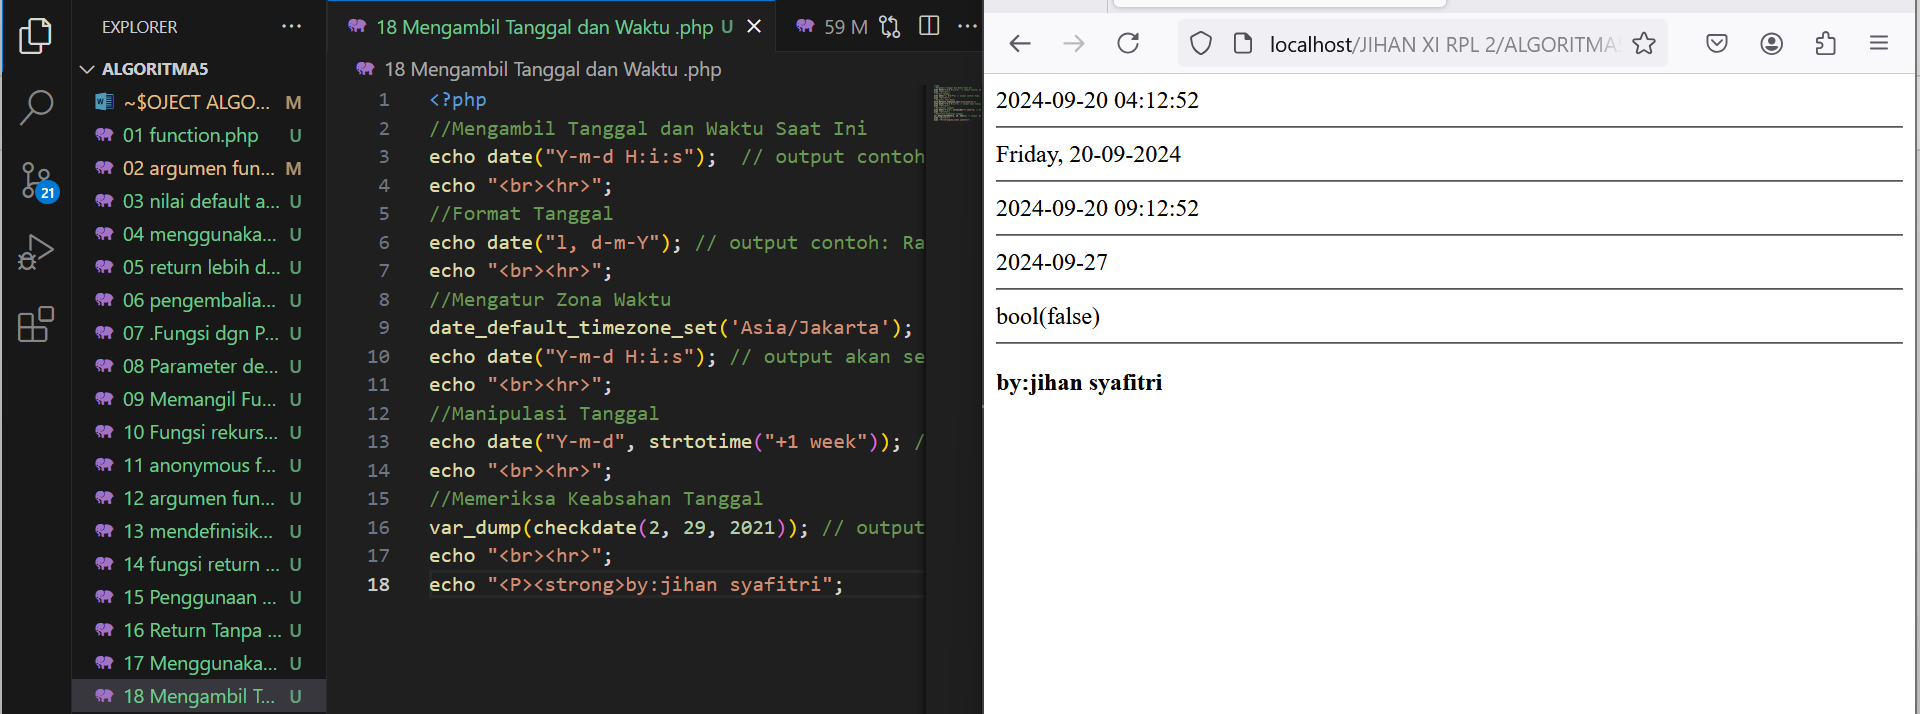 EXPLORER
ALGORITMA5
~$OJECT ALGO... M
01 function.php U
02 argumen fun... M
03 nilai default a... U
04 menggunaka... U
05 return lebih d... U
06 pengembalia... U
07 .Fungsi dgn P... U
08 Parameter de... U
09 Memangil Fu... U
10 Fungsi rekurs... U
11 anonymous f... U
12 argumen fun... U
13 mendefinisik... U
14 fungsi return ... U
15 Penggunaan ... U
16 Return Tanpa ... U
17 Menggunaka... U
18 Mengambil T... U
21
18 Mengambil Tanggal dan Waktu .php U
59 M
18 Mengambil Tanggal dan Waktu .php
1 <?php
2 //Mengambil Tanggal dan Waktu Saat Ini
3 echo date("Y-m-d H:i:s");  // output contoh
4 echo "<br><hr>";
5 //Format Tanggal
6 echo date("l, d-m-Y"); // output contoh: Ra
7 echo "<br><hr>";
8 //Mengatur Zona Waktu
9 date_default_timezone_set('Asia/Jakarta');
10 echo date("Y-m-d H:i:s"); // output akan se
11 echo "<br><hr>";
12 //Manipulasi Tanggal
13 echo date("Y-m-d", strtotime("+1 week")); /
14 echo "<br><hr>";
15 //Memeriksa Keabsahan Tanggal
16 var_dump(checkdate(2, 29, 2021)); // output
17 echo "<br><hr>";
18 echo "<P><strong>by:jihan syafitri";
localhost/JIHAN XI RPL 2/ALGORITMA5
2024-09-20 04:12:52
Friday, 20-09-2024
2024-09-20 09:12:52
2024-09-27
bool(false)
by:jihan syafitri